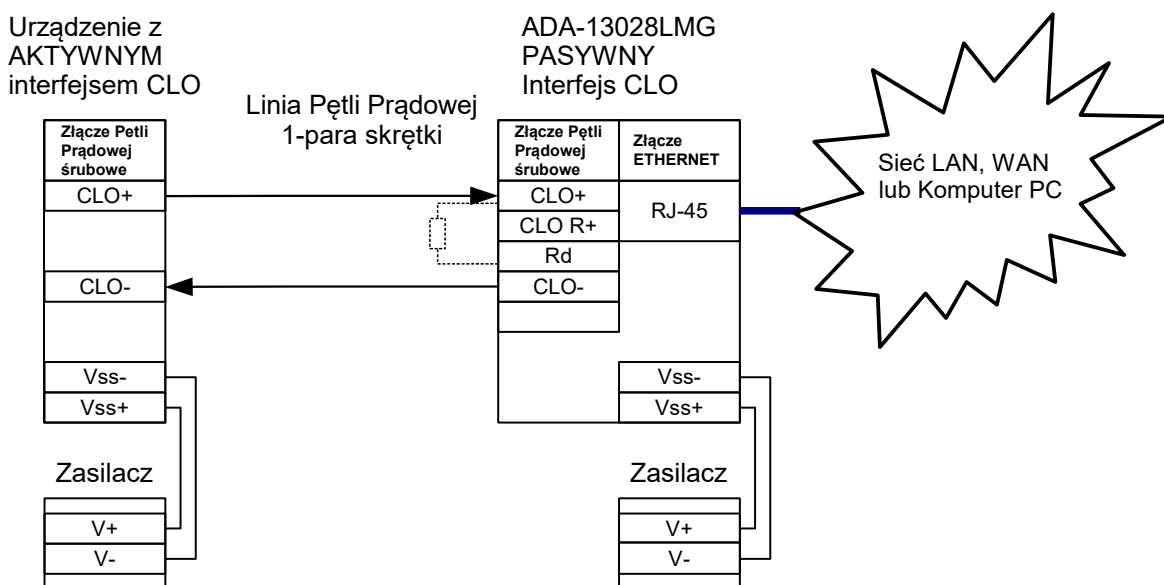 Urządzenie z
AKTYWNYM
interfejsem CLO
ADA-13028LMG
PASYWNY
Interfejs CLO
Linia Pętli Prądowej
1-para skrętki
Złącze Petli
Prądowej
śrubowe
CLO+
CLO-
Vss-
Vss+
Złącze Pętli
Prądowej
śrubowe
CLO+
CLO R+
Rd
CLO-
Złącze
ETHERNET
RJ-45
Vss-
Vss+
Sieć LAN, WAN
lub Komputer PC
Zasilacz
V+
V-
Zasilacz
V+
V-